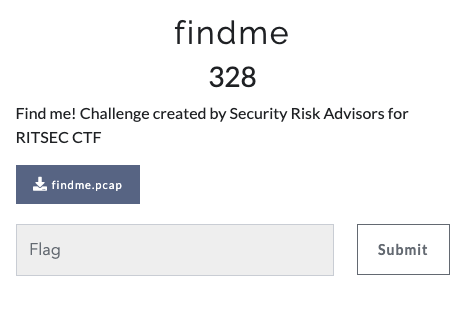 findme
328
Find me! Challenge created by Security Risk Advisors for
RITSEC CTF
findme.pcap
Flag
Submit